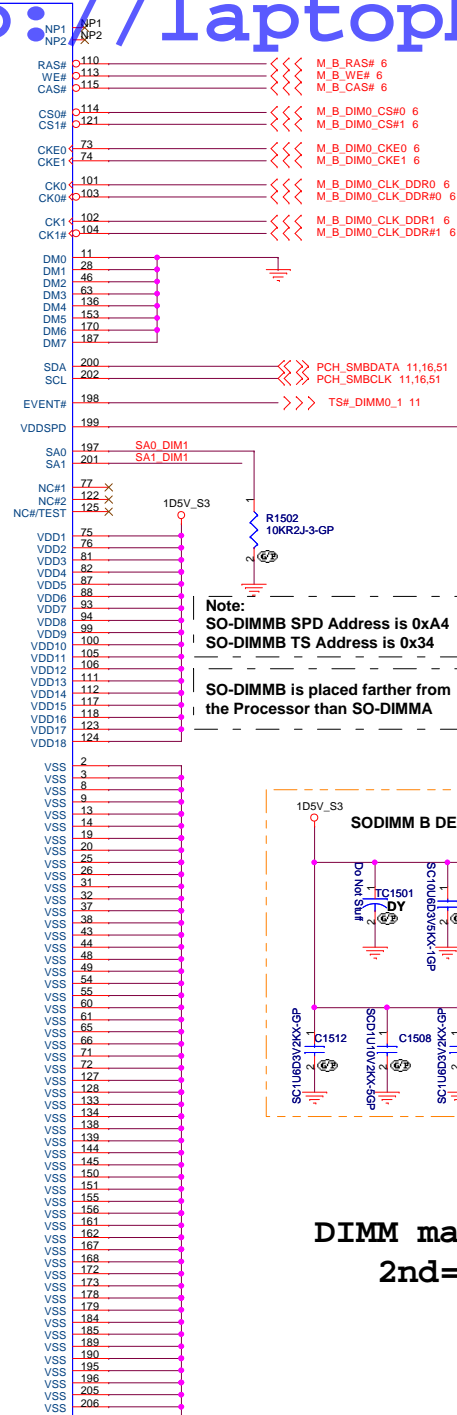 ://laptop
NP1 NP1
NP2 NP2
RAS# 110 M_B_RAS# 6
WE# 113 M_B_WE# 6
CAS# 115 M_B_CAS# 6
CS0# 114 M_B_DIM0_CS#0 6
CS1# 121 M_B_DIM0_CS#1 6
CKE0 73 M_B_DIM0_CKE0 6
CKE1 74 M_B_DIM0_CKE1 6
CK0 101 M_B_DIM0_CLK_DDR0 6
CK0# 103 M_B_DIM0_CLK_DDR#0 6
CK1 102 M_B_DIM0_CLK_DDR1 6
CK1# 104 M_B_DIM0_CLK_DDR#1 6
DM0 11
DM1 28
DM2 46
DM3 63
DM4 136
DM5 153
DM6 170
DM7 187
SDA 200 PCH_SMBDATA 11,16,51
SCL 202 PCH_SMBCLK 11,16,51
EVENT# 198 TS#_DIMM0_1 11
VDDSPD 199
SA0 197 SA0_DIM1
SA1 201 SA1_DIM1
NC#1 77
NC#2 122
NC#/TEST 125
1D5V_S3
1
R1502
10KR2J-3-GP
2
VDD1 75
VDD2 76
VDD3 81
VDD4 82
VDD5 87
VDD6 88
VDD7 93
VDD8 94
VDD9 99
VDD10 100
VDD11 105
VDD12 106
VDD13 111
VDD14 112
VDD15 117
VDD16 118
VDD17 123
VDD18 124
Note:
SO-DIMMB SPD Address is 0xA4
SO-DIMMB TS Address is 0x34
SO-DIMMB is placed farther from
the Processor than SO-DIMMA
VSS 2
VSS 3
VSS 8
VSS 9
VSS 13
VSS 14
VSS 19
VSS 20
VSS 25
VSS 26
VSS 31
VSS 32
VSS 37
VSS 38
VSS 43
VSS 44
VSS 48
VSS 49
VSS 54
VSS 55
VSS 60
VSS 61
VSS 65
VSS 66
VSS 71
VSS 72
VSS 127
VSS 128
VSS 133
VSS 134
VSS 138
VSS 139
VSS 144
VSS 145
VSS 150
VSS 151
VSS 155
VSS 156
VSS 161
VSS 162
VSS 167
VSS 168
VSS 172
VSS 173
VSS 178
VSS 179
VSS 184
VSS 185
VSS 189
VSS 190
VSS 195
VSS 196
VSS 205
VSS 206
1D5V_S3
SODIMM B DE
Do Not Stuff
1 TC1501
DY
2
SC10U6D3V5KX-1GP
1
2
SC1U6D3V2KX-GP
1 C1512
2
SCD1U10V2KX-5GP
1 C1508
2
SC1U6D3V2KX-GP
1
2
DIMM ma
2nd=